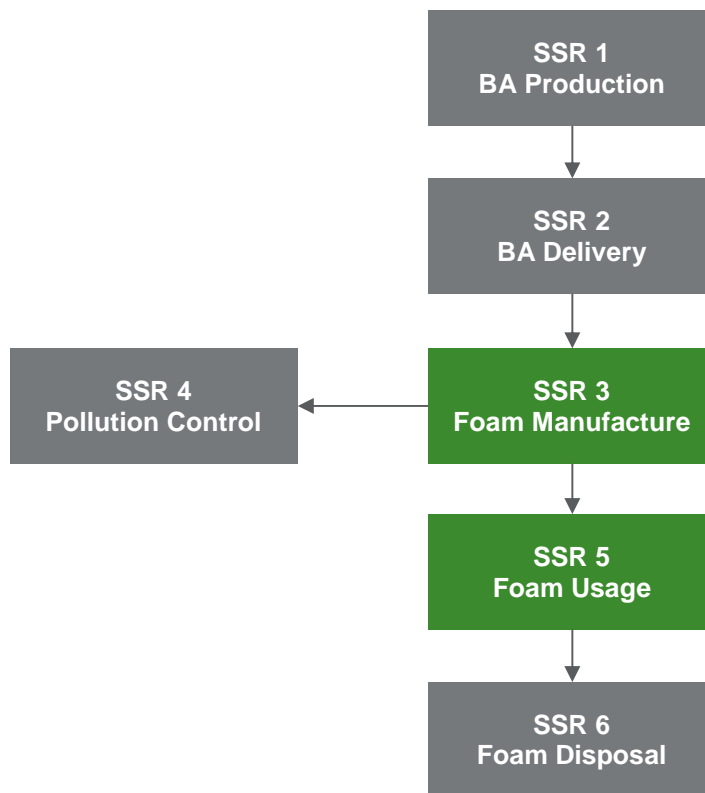 SSR 1
BA Production
SSR 2
BA Delivery
SSR 4
Pollution Control
SSR 3
Foam Manufacture
SSR 5
Foam Usage
SSR 6
Foam Disposal